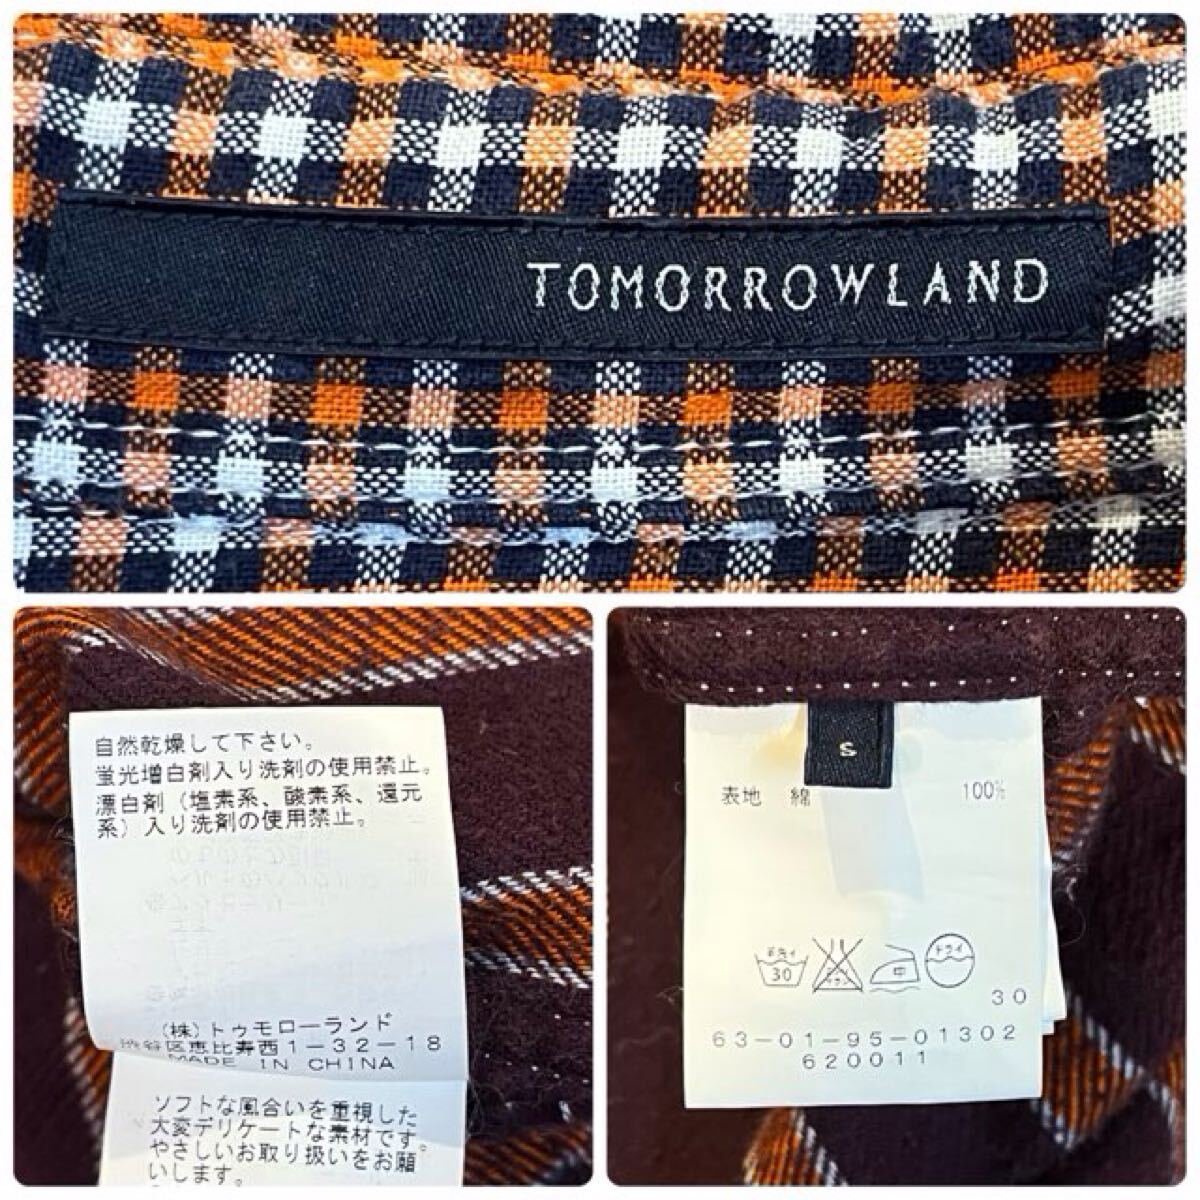 TOMORROWLAND
自然乾燥して下さい。
蛍光増白剤入り洗剤の使用禁止。
漂白剤（塩素系、酸素系、還元
系）入り洗剤の使用禁止。
（株）トゥモローランド
渋谷区恵比寿西1-32-18
MADE IN CHINA
ソフトな風合いを重視した
大変デリケートな素材です。
やさしいお取り扱いをお願
いします。
S
表地 綿 100%
30 中 ドライ
30
63-01-95-01302
620011